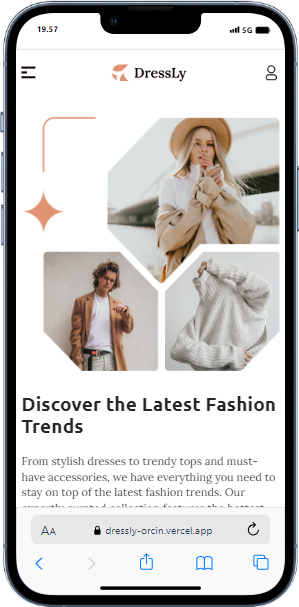 19.57
5G
DressLy
Discover the Latest Fashion
Trends
From stylish dresses to trendy tops and must-
have accessories, we have everything you need to
stay on top of the latest fashion trends. Our
AA
dressly-orcin.vercel.app